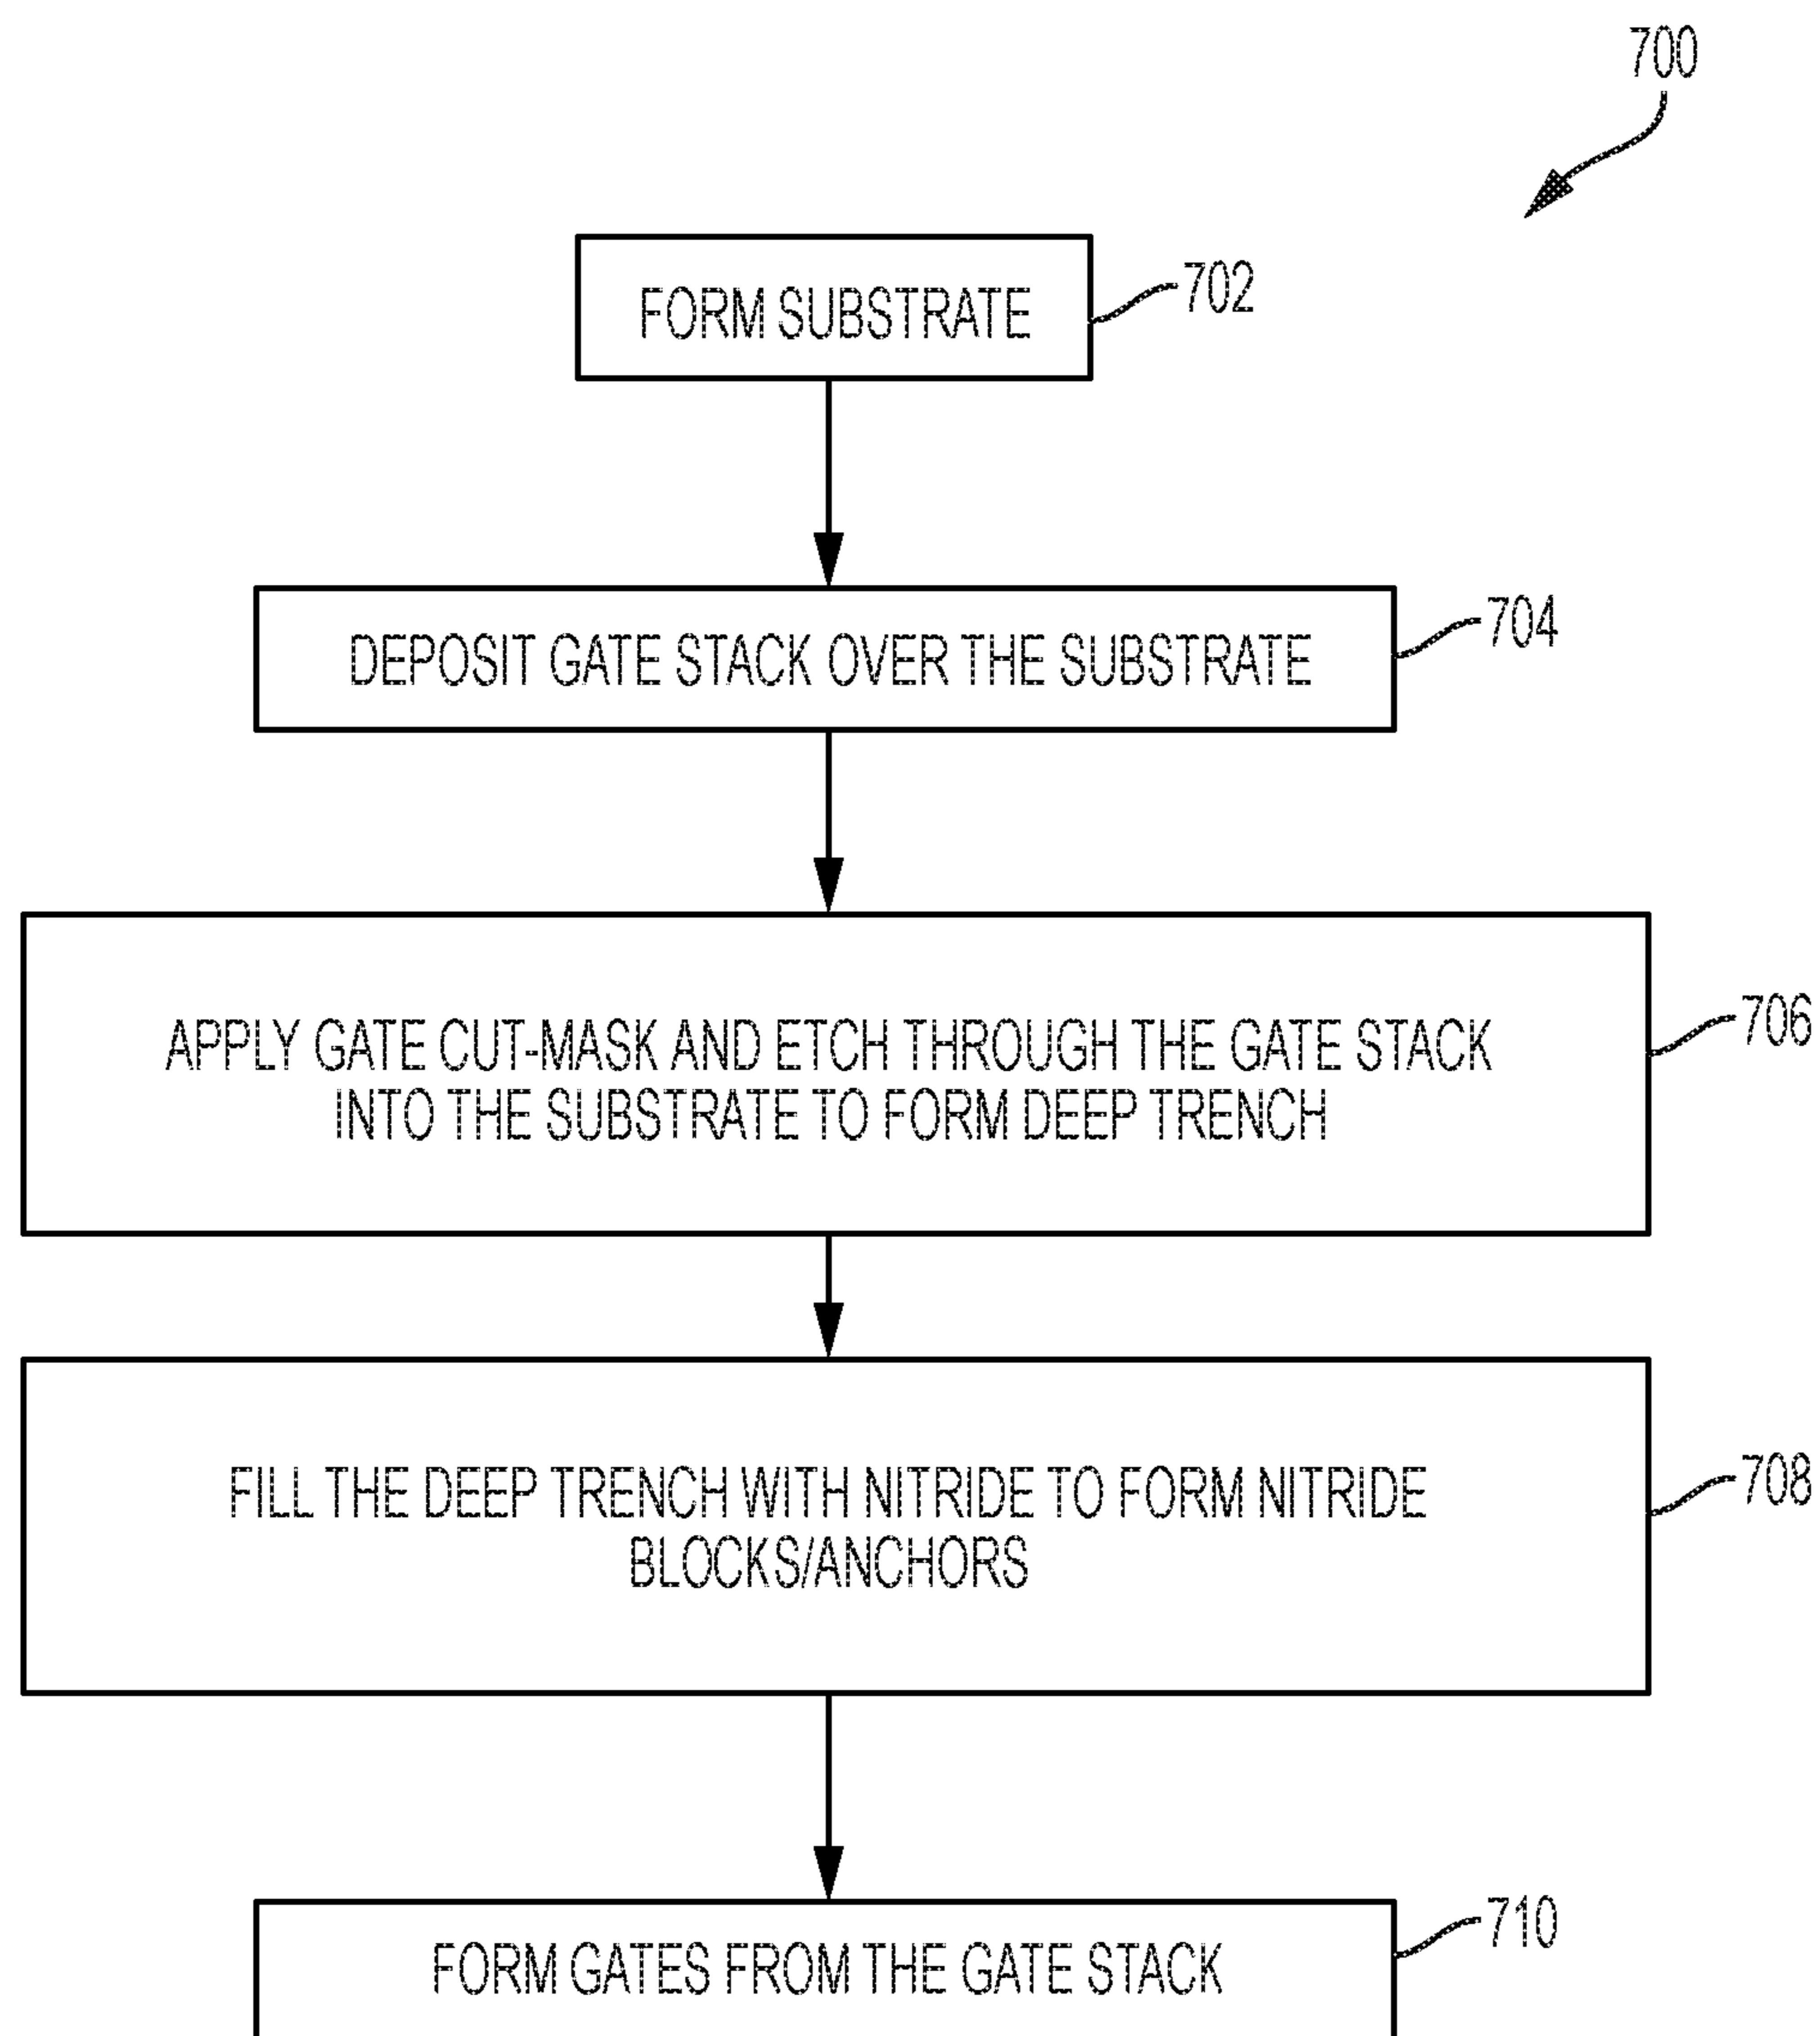 700
FORM SUBSTRATE
702
DEPOSIT GATE STACK OVER THE SUBSTRATE
704
APPLY GATE CUT-MASK AND ETCH THROUGH THE GATE STACK
INTO THE SUBSTRATE TO FORM DEEP TRENCH
706
FILL THE DEEP TRENCH WITH NITRIDE TO FORM NITRIDE
BLOCKS/ANCHORS
708
FORM GATES FROM THE GATE STACK
710